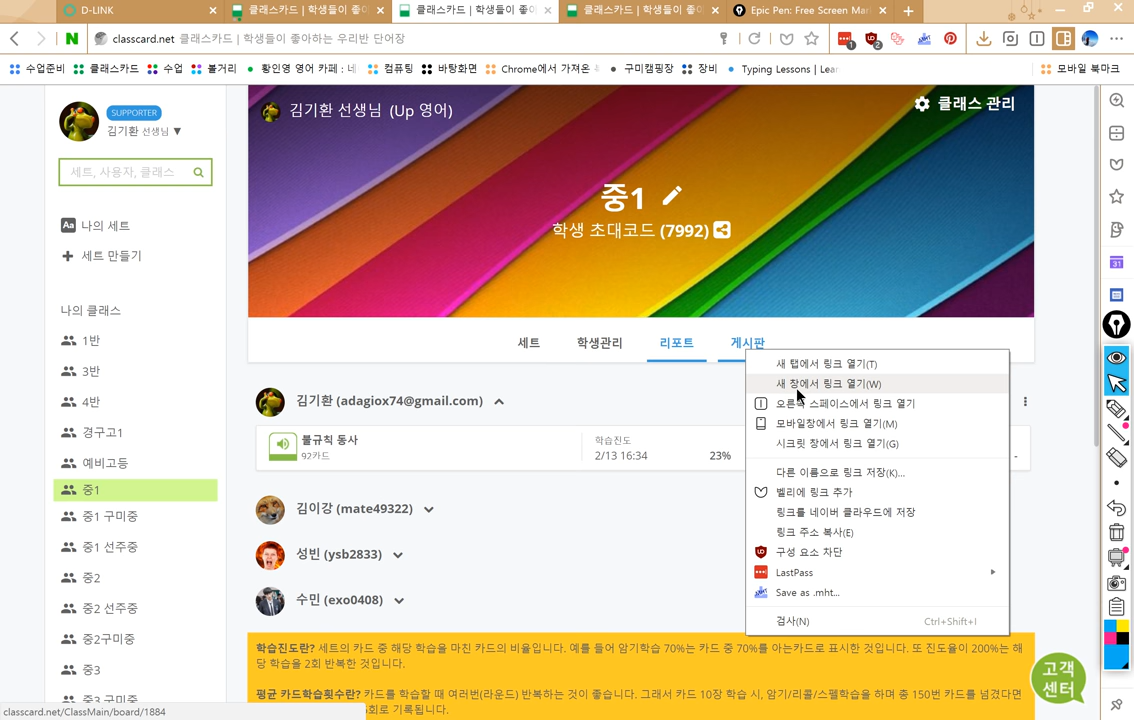 D-LINK
클래스카드 | 학생들이 좋아
클래스카드 | 학생들이 좋아
클래스카드 | 학생들이 좋아
Epic Pen: Free Screen Mar
classcard.net 클래스카드 | 학생들이 좋아하는 우리반 단어장
1
2
수업준비
클래스카드
수업
볼거리
황인영 영어 카페 : 네
컴퓨팅
바탕화면
Chrome에서 가져온
구미캠핑장
장비
Typing Lessons | Lear
모바일 북마크
SUPPORTER
김기환 선생님 ▼
세트, 사용자, 클래스
Aa 나의 세트
+ 세트 만들기
나의 클래스
1반
3반
4반
경구고1
예비고등
중1
중1 구미중
중1 선주중
중2
중2 선주중
중2구미중
중3
중3 구미중
김기환 선생님 (Up 영어)
클래스 관리
중1
학생 초대코드 (7992)
세트
학생관리
리포트
게시판
김기환 (adagiox74@gmail.com)
불규칙 동사
92카드
학습진도
2/13 16:34
23%
-
김이강 (mate49322)
성빈 (ysb2833)
수민 (exo0408)
새 탭에서 링크 열기(T)
새 창에서 링크 열기(W)
오른쪽 스페이스에서 링크 열기
모바일창에서 링크 열기(M)
시크릿 창에서 링크 열기(G)
다른 이름으로 링크 저장(K)...
벨리에 링크 추가
링크를 네이버 클라우드에 저장
링크 주소 복사(E)
구성 요소 차단
LastPass
Save as .mht...
검사(N) Ctrl+Shift+I
학습진도란? 세트의 카드 중 해당 학습을 마친 카드의 비율입니다. 예를 들어 암기학습 70%는 카드 중 70%를 아는카드로 표시한 것입니다. 또 진도율이 200%는 해
당 학습을 2회 반복한 것입니다.
평균 카드학습횟수란? 카드를 학습할 때 여러번(라운드) 반복하는 것이 좋습니다. 그래서 카드 10장 학습 시, 암기/리콜/스펠학습을 하며 총 150번 카드를 넘겼다면
회로 기록됩니다.
고객
센터
31
classcard.net/ClassMain/board/1884